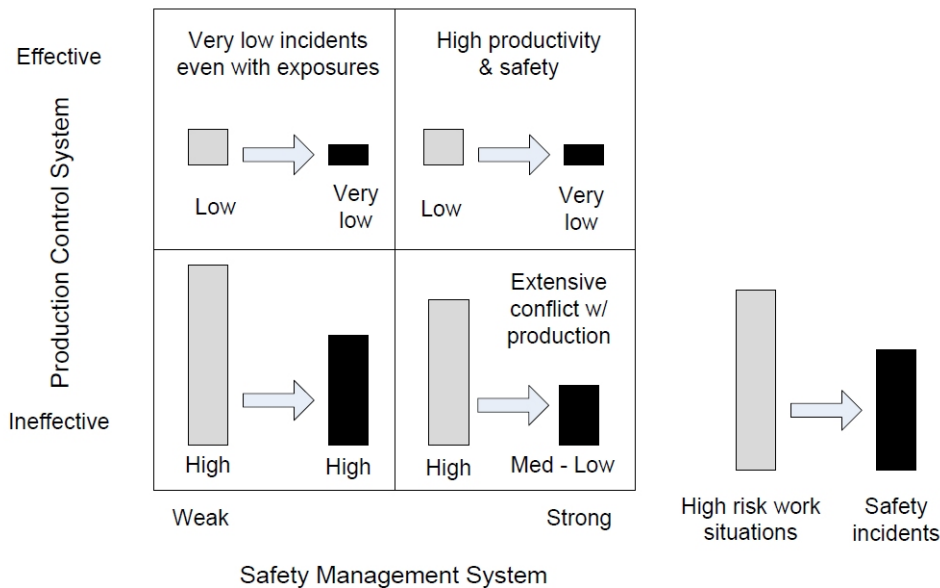 Effective
Very low incidents
even with exposures
High productivity
& safety
Low
Very
low
Low
Very
low
Production Control System
Extensive
conflict w/
production
Ineffective
High
High
High
Med - Low
Weak
Strong
Safety Management System
High risk work
situations
Safety
incidents